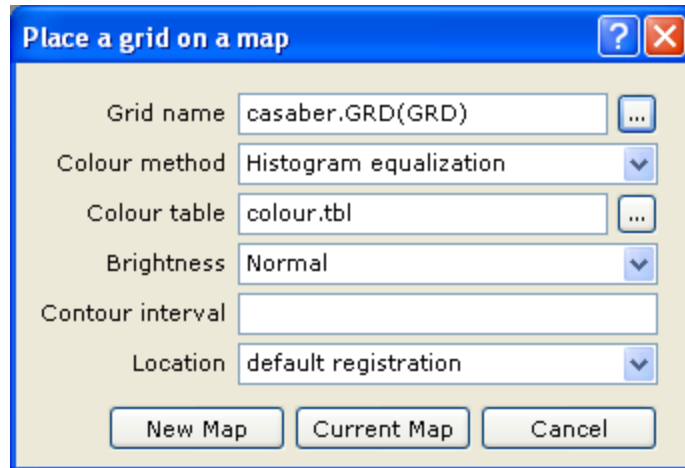 Place a grid on a map
?
Grid name casaber.GRD(GRD) ...
Colour method Histogram equalization
Colour table colour.tbl ...
Brightness Normal
Contour interval
Location default registration
New Map Current Map Cancel